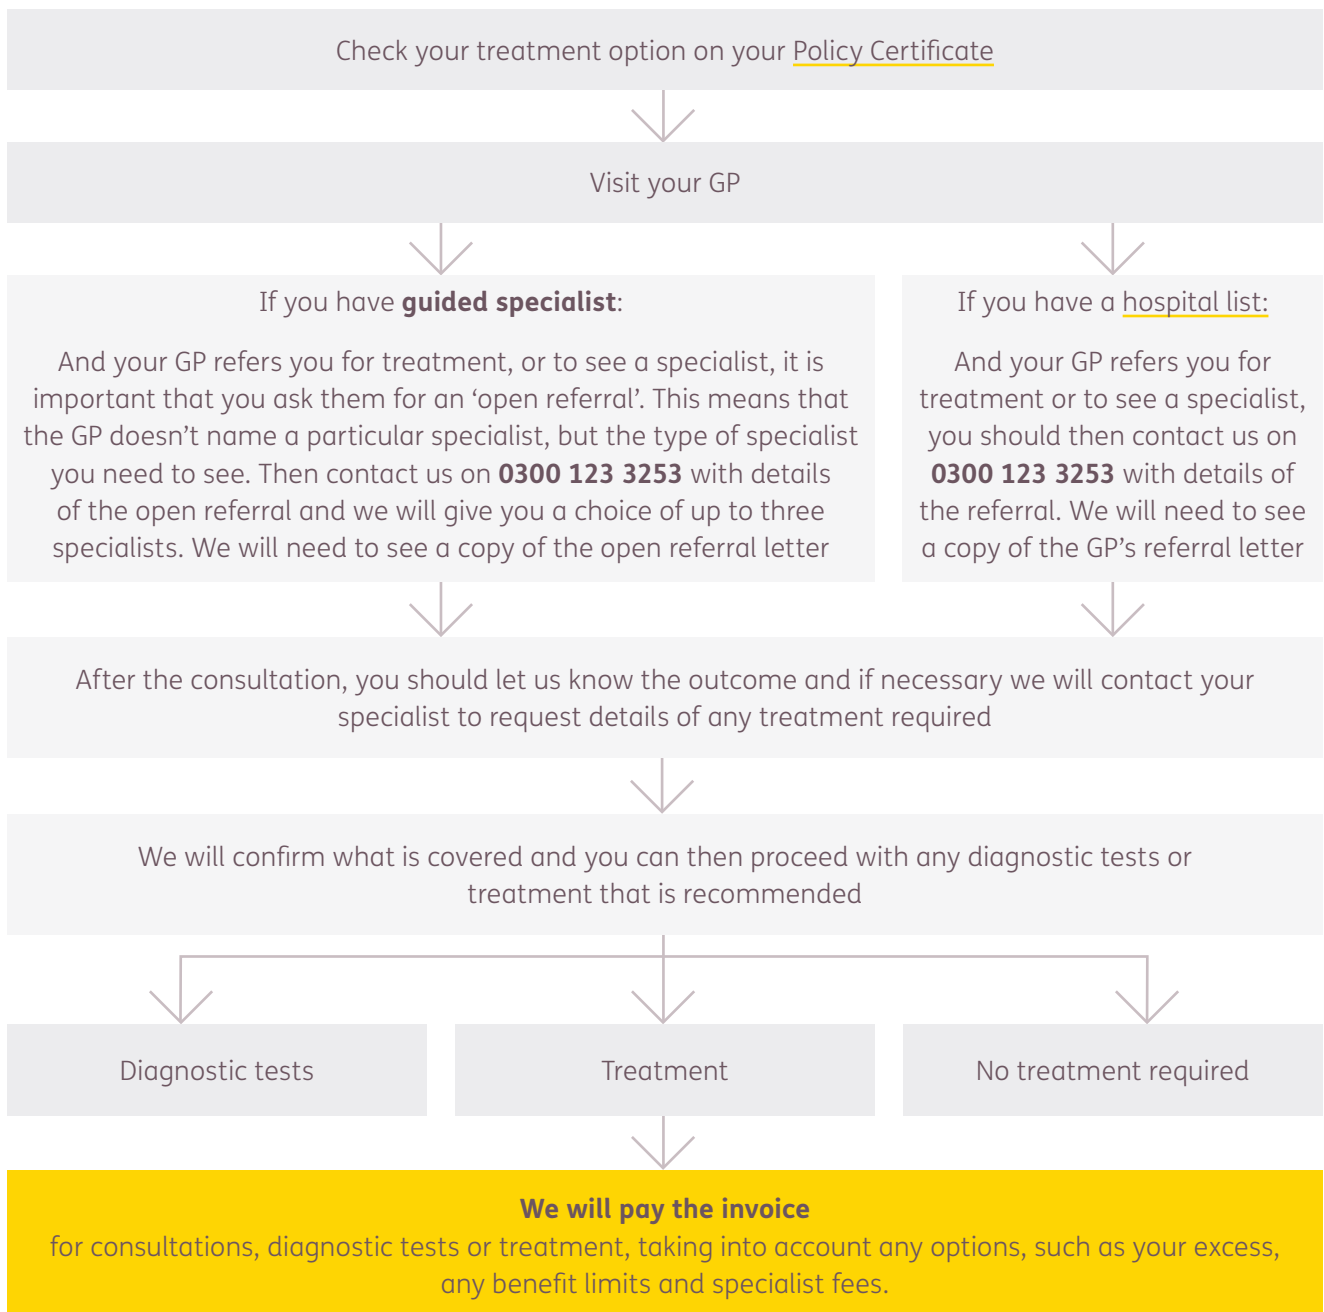 Check your treatment option on your Policy Certificate
Visit your GP
If you have guided specialist:
And your GP refers you for treatment, or to see a specialist, it is
important that you ask them for an ‘open referral’. This means that
the GP doesn’t name a particular specialist, but the type of specialist
you need to see. Then contact us on 0300 123 3253 with details
of the open referral and we will give you a choice of up to three
specialists. We will need to see a copy of the open referral letter
If you have a hospital list:
And your GP refers you for
treatment or to see a specialist,
you should then contact us on
0300 123 3253 with details of
the referral. We will need to see
a copy of the GP’s referral letter
After the consultation, you should let us know the outcome and if necessary we will contact your
specialist to request details of any treatment required
We will confirm what is covered and you can then proceed with any diagnostic tests or
treatment that is recommended
Diagnostic tests
Treatment
No treatment required
We will pay the invoice
for consultations, diagnostic tests or treatment, taking into account any options, such as your excess,
any benefit limits and specialist fees.